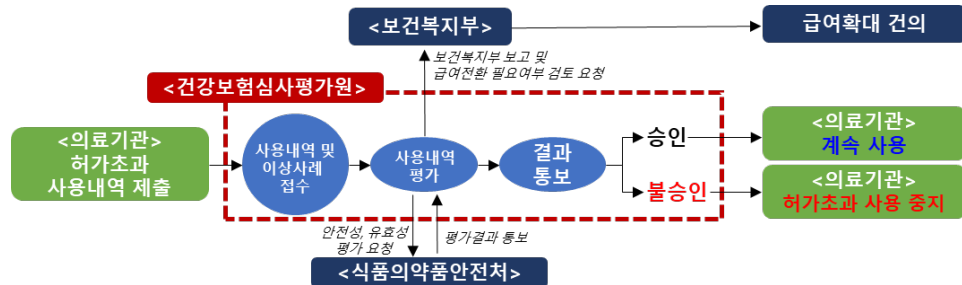 <보건복지부>
급여확대 건의
보건복지부 보고 및
급여전환 필요여부 검토 요청
<건강보험심사평가원>
<의료기관>
허가초과
사용내역 제출
사용내역 및
이상사례
접수
사용내역
평가
결과
통보
승인
<의료기관>
계속 사용
불승인
<의료기관>
허가초과 사용 중지
안전성, 유효성
평가 요청
평가결과 통보
<식품의약품안전처>